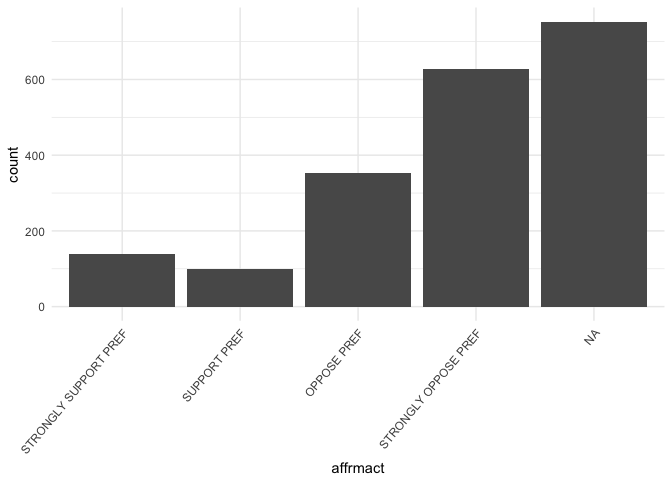 600
400
200
0
count
STRONGLY SUPPORT PREF
SUPPORT PREF
OPPOSE PREF
STRONGLY OPPOSE PREF
NA
affrmact